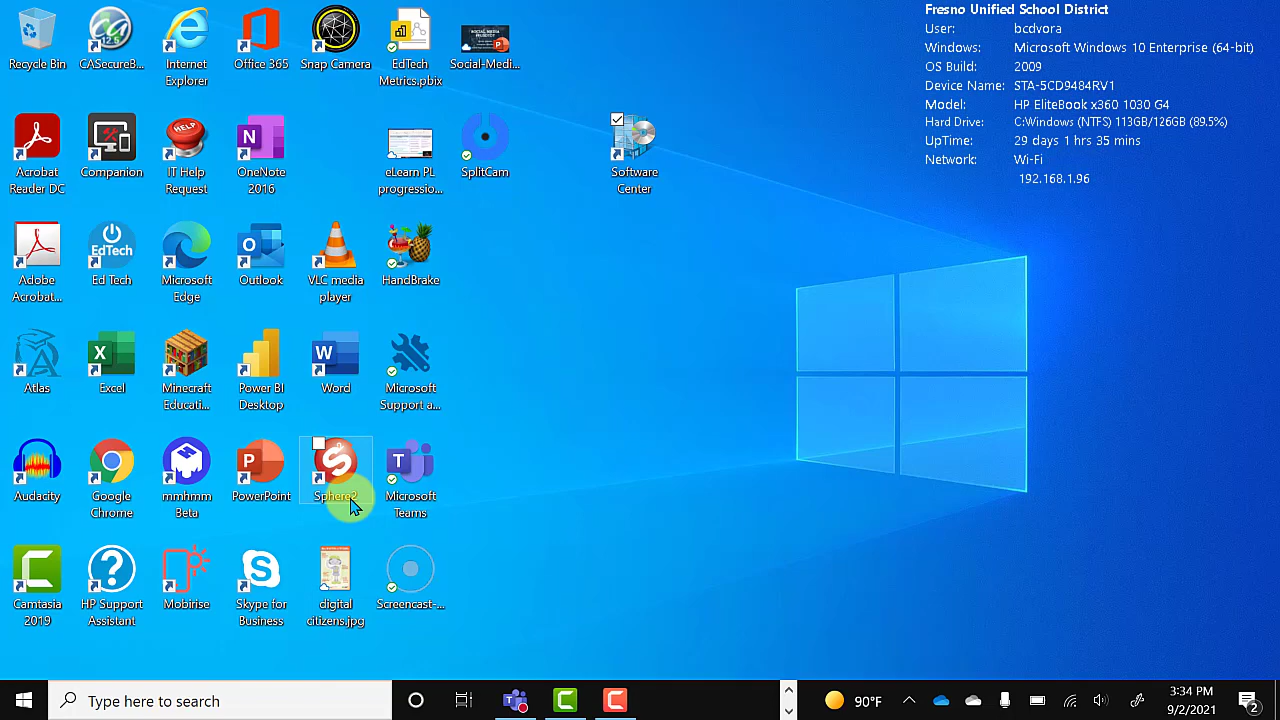 Recycle Bin
CASecureB...
Internet
Explorer
Office 365
Snap Camera
EdTech
Metrics.pbix
Social-Medi...
Acrobat
Reader DC
Companion
HELP
IT Help
Request
OneNote
2016
eLearn PL
progressio...
SplitCam
Software
Center
Adobe
Acrobat...
EdTech
Ed Tech
Microsoft
Edge
Outlook
VLC media
player
HandBrake
Atlas
Excel
Minecraft
Educati...
Power BI
Desktop
Word
Microsoft
Support a...
Audacity
Google
Chrome
mmhmm
Beta
PowerPoint
Sphere2
Microsoft
Teams
Camtasia
2019
HP Support
Assistant
Mobirise
Skype for
Business
digital
citizens.jpg
Screencast-...
Fresno Unified School District
User: bcdvora
Windows: Microsoft Windows 10 Enterprise (64-bit)
OS Build: 2009
Device Name: STA-5CD9484RV1
Model: HP EliteBook x360 1030 G4
Hard Drive: C:Windows (NTFS) 113GB/126GB (89.5%)
UpTime: 29 days 1 hrs 35 mins
Network: Wi-Fi
192.168.1.96
Type here to search
90°F
3:34 PM
9/2/2021
2